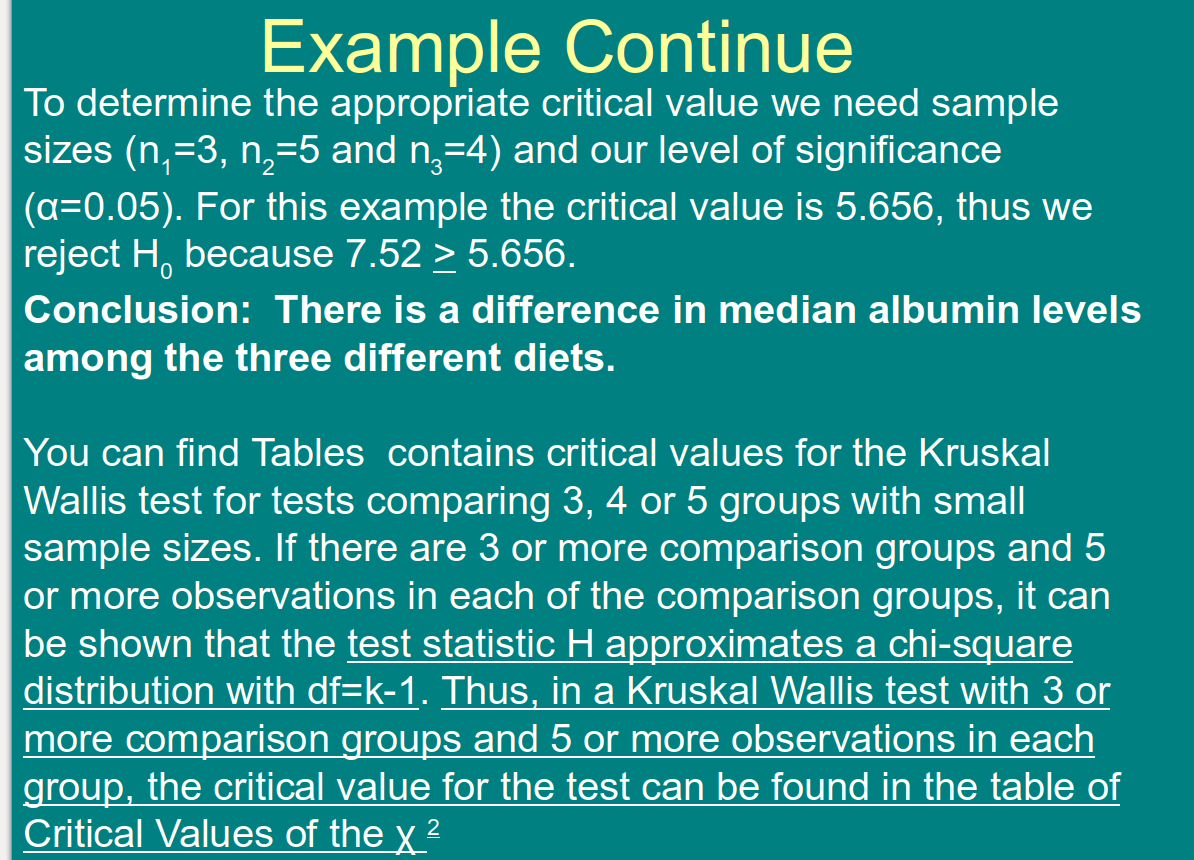 Example Continue
To determine the appropriate critical value we need sample
sizes (n₁=3, n₂=5 and n₃=4) and our level of significance
(α=0.05). For this example the critical value is 5.656, thus we
reject H₀ because 7.52 > 5.656.
Conclusion:  There is a difference in median albumin levels
among the three different diets.
You can find Tables  contains critical values for the Kruskal
Wallis test for tests comparing 3, 4 or 5 groups with small
sample sizes. If there are 3 or more comparison groups and 5
or more observations in each of the comparison groups, it can
be shown that the test statistic H approximates a chi-square
distribution with df=k-1. Thus, in a Kruskal Wallis test with 3 or
more comparison groups and 5 or more observations in each
group, the critical value for the test can be found in the table of
Critical Values of the χ ²